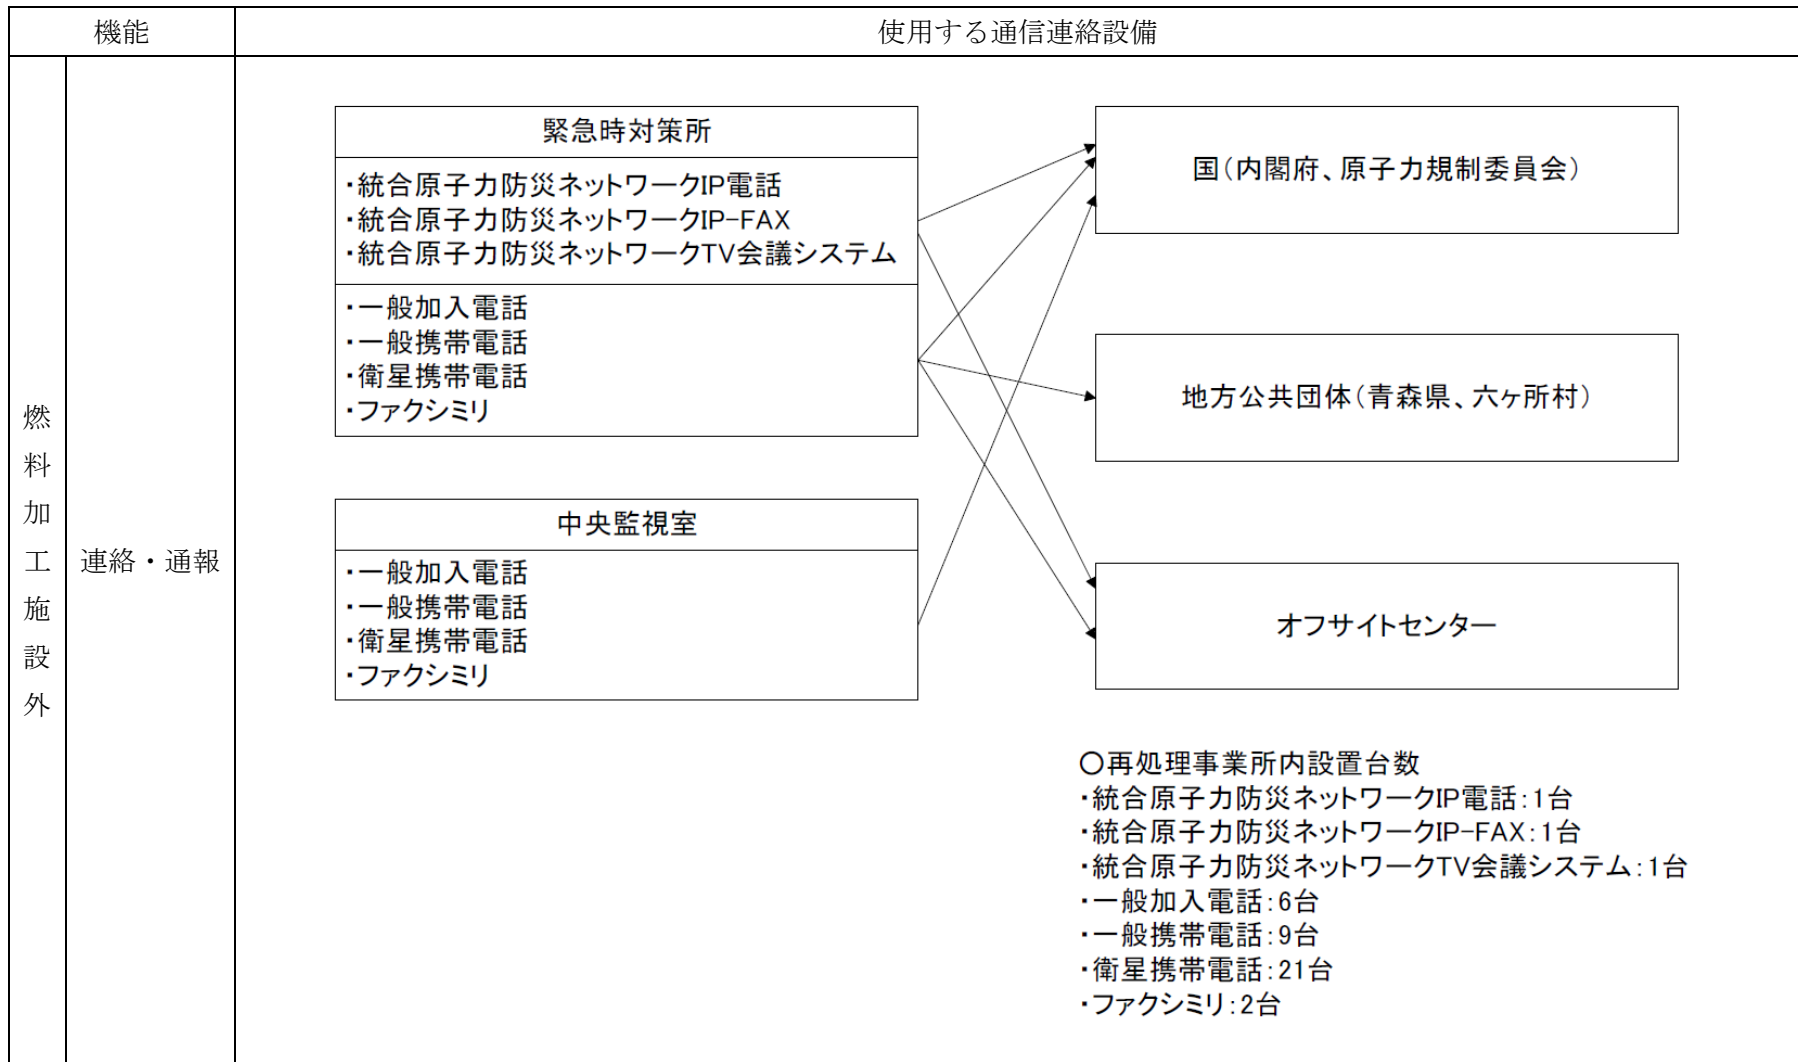 機能
使用する通信連絡設備
燃料加工施設外
連絡・通報
緊急時対策所
・統合原子力防災ネットワークIP電話
・統合原子力防災ネットワークIP-FAX
・統合原子力防災ネットワークTV会議システム
・一般加入電話
・一般携帯電話
・衛星携帯電話
・ファクシミリ
中央監視室
・一般加入電話
・一般携帯電話
・衛星携帯電話
・ファクシミリ
国(内閣府、原子力規制委員会)
地方公共団体(青森県、六ヶ所村)
オフサイトセンター
〇再処理事業所内設置台数
・統合原子力防災ネットワークIP電話:1台
・統合原子力防災ネットワークIP-FAX:1台
・統合原子力防災ネットワークTV会議システム:1台
・一般加入電話:6台
・一般携帯電話:9台
・衛星携帯電話:21台
・ファクシミリ:2台